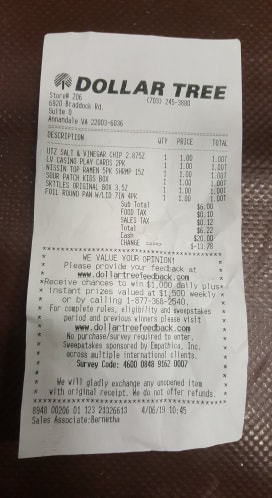 DOLLAR TREE
Store# 206 (703) 245-3880
6820 Braddock Rd.
Suite Q
Annandale VA 22003-6036
DESCRIPTION QTY PRICE TOTAL
UTZ SALT & VINEGAR CHIP 2.875Z 1 1.00 1.00T
LV CASINO PLAY CARDS 2PK 1 1.00 1.00T
NISSIN TOP RAMEN 5PK SHRMP 15Z 1 1.00 1.00T
SOUR PATCH KISS BOX 1 1.00 1.00T
SKITTLES ORIGINAL BOX 3.5Z 1 1.00 1.00T
FOIL ROUND PAN W/LID 7IN 4PK 1 1.00 1.00T
Sub Total $6.00
FOOD TAX $0.10
SALES TAX $0.12
Total $6.22
Cash $20.00
CHANGE ====> $-13.78
WE VALUE YOUR OPINION!
Please provide your feedback at
www.dollartreefeedback.com
Receive chances to win $1,000 daily plus
instant prizes valued at $1,500 weekly
or by calling 1-877-368-2540.
For complete rules, eligibility and sweepstakes
period and previous winners please visit
www.dollartreefeedback.com
No purchase/survey required to enter.
Sweepstakes sponsored by Empathica, Inc.
across multiple international clients.
Survey Code: 4600 0848 9162 0007
We will gladly exchange any unopened item
with original receipt. We do not offer refunds.
8948 00206 01 123 24326613 4/06/19 10:45
Sales Associate:Bernetha